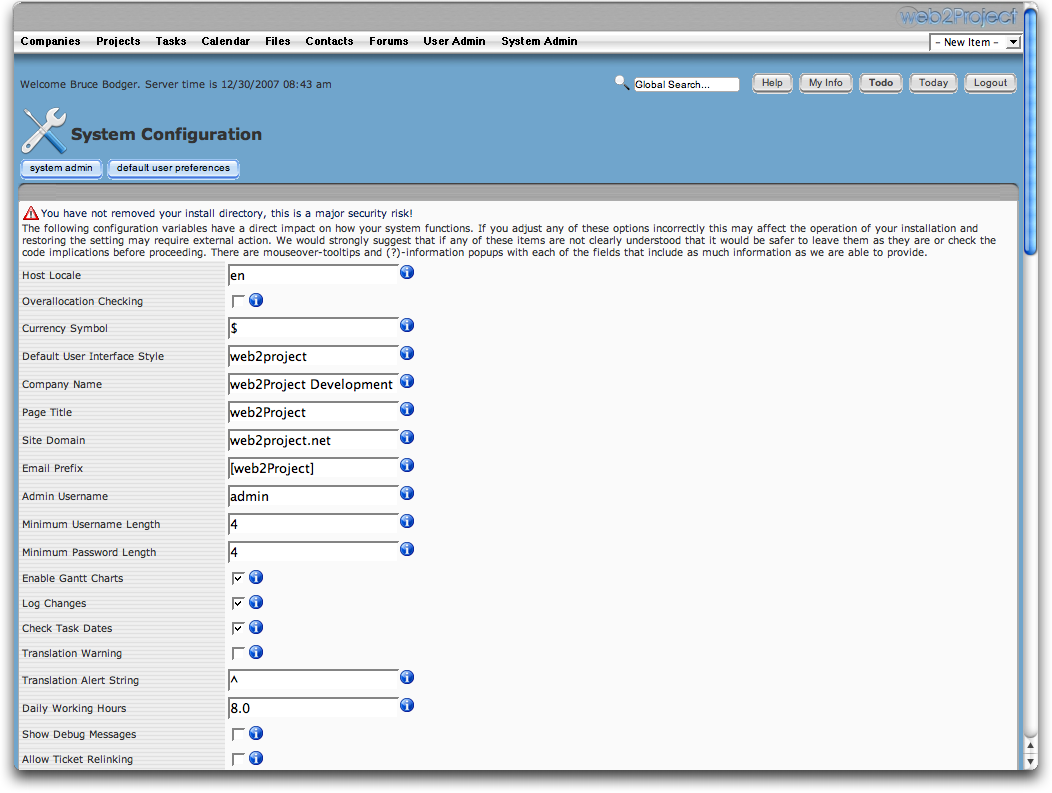 web2Project
Companies Projects Tasks Calendar Files Contacts Forums User Admin System Admin
- New Item -
Welcome Bruce Bodger. Server time is 12/30/2007 08:43 am
Global Search...
Help My Info Todo Today Logout
System Configuration
system admin default user preferences
You have not removed your install directory, this is a major security risk!
The following configuration variables have a direct impact on how your system functions. If you adjust any of these options incorrectly this may affect the operation of your installation and
restoring the setting may require external action. We would strongly suggest that if any of these items are not clearly understood that it would be safer to leave them as they are or check the
code implications before proceeding. There are mouseover-tooltips and (?)-information popups with each of the fields that include as much information as we are able to provide.
Host Locale en
Overallocation Checking
Currency Symbol $
Default User Interface Style web2project
Company Name web2Project Development
Page Title web2Project
Site Domain web2project.net
Email Prefix [web2Project]
Admin Username admin
Minimum Username Length 4
Minimum Password Length 4
Enable Gantt Charts
Log Changes
Check Task Dates
Translation Warning
Translation Alert String ^
Daily Working Hours 8.0
Show Debug Messages
Allow Ticket Relinking